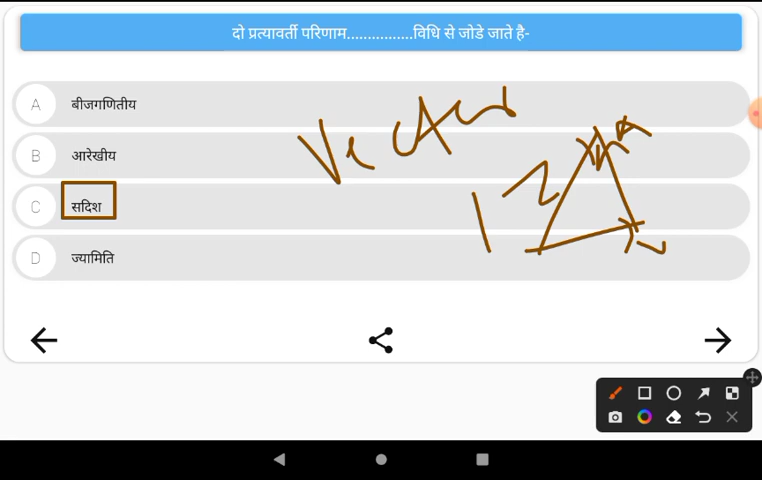 दो प्रत्यावर्ती परिणाम................विधि से जोडे जाते है-
A बीजगणितीय
B आरेखीय
C सदिश
D ज्यामिति